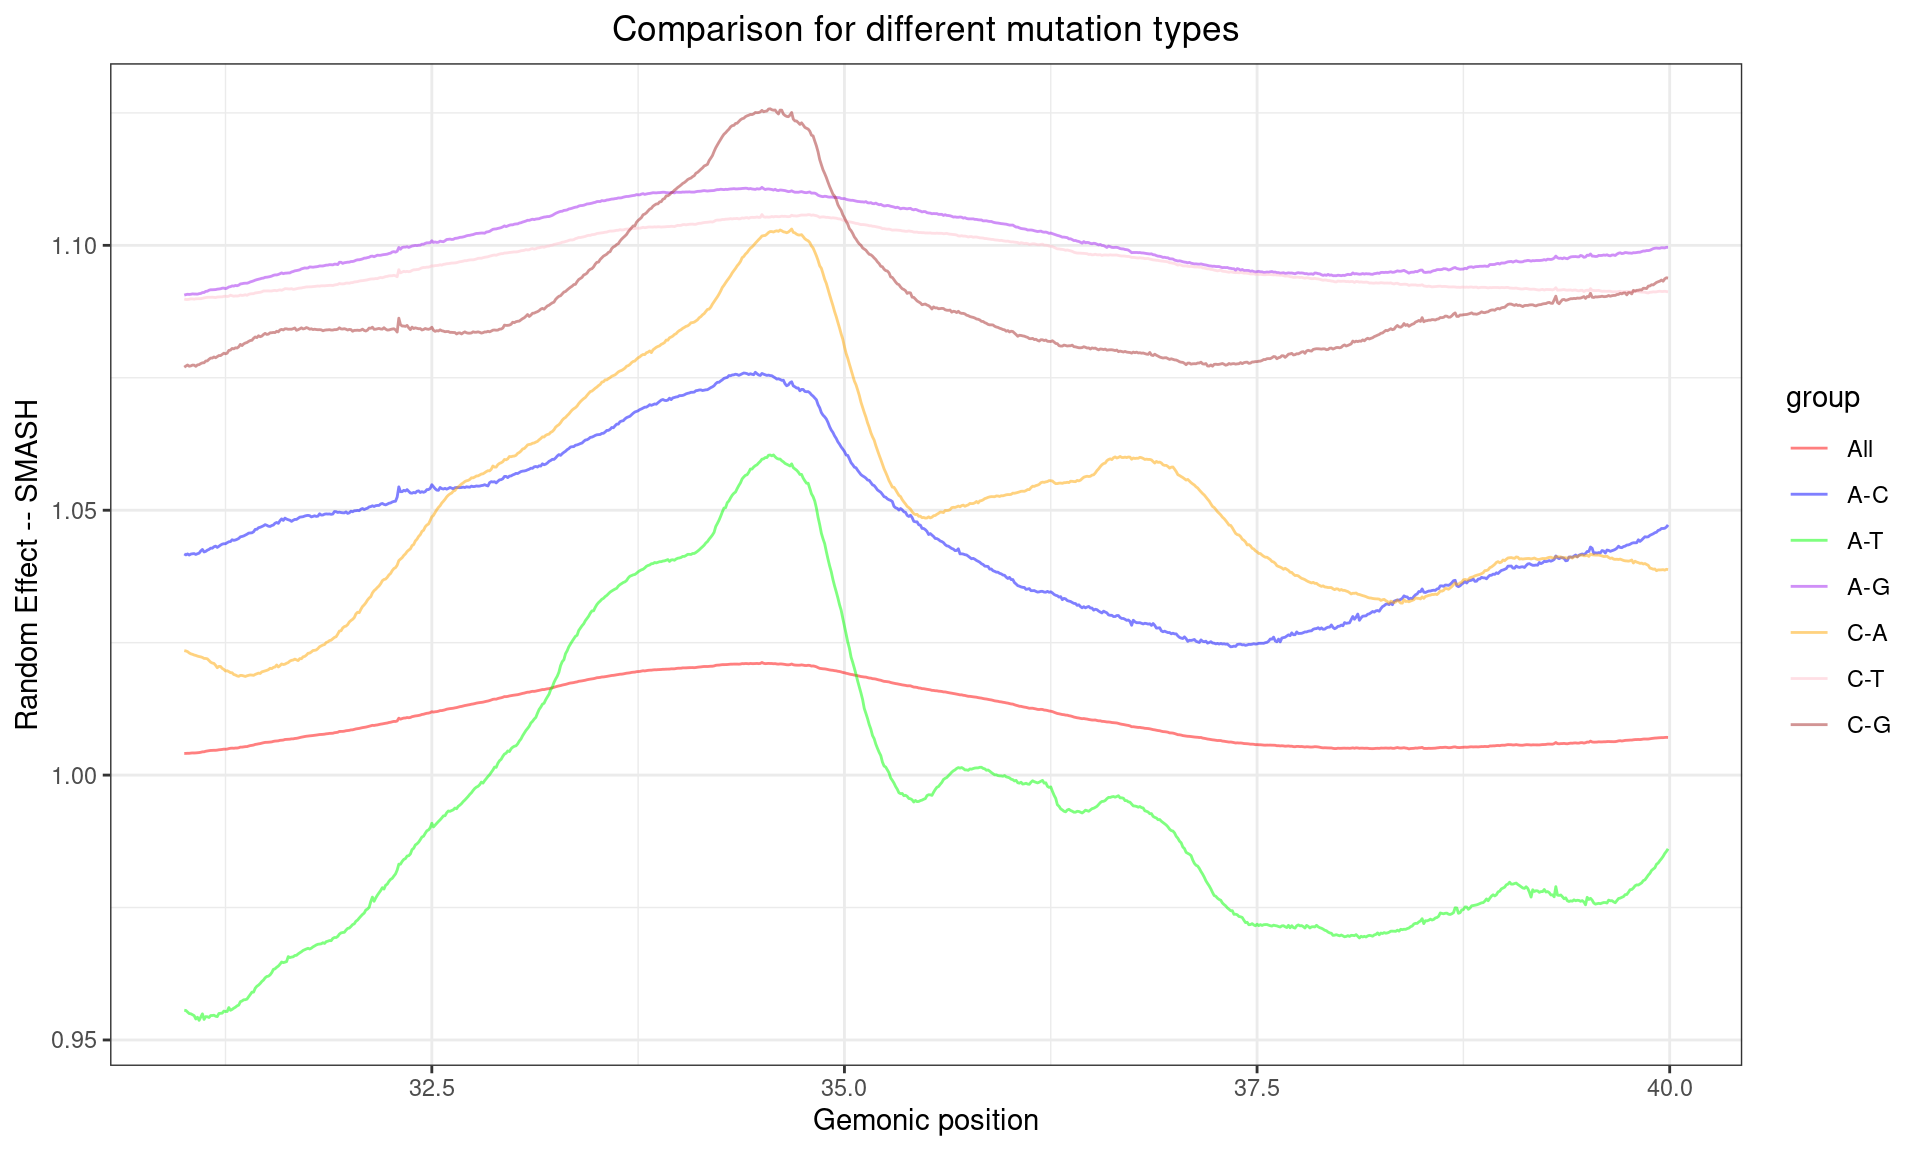 Comparison for different mutation types
Random Effect -- SMASH
1.10
1.05
1.00
0.95
32.5
35.0
37.5
40.0
Gemonic position
group
All
A-C
A-T
A-G
C-A
C-T
C-G